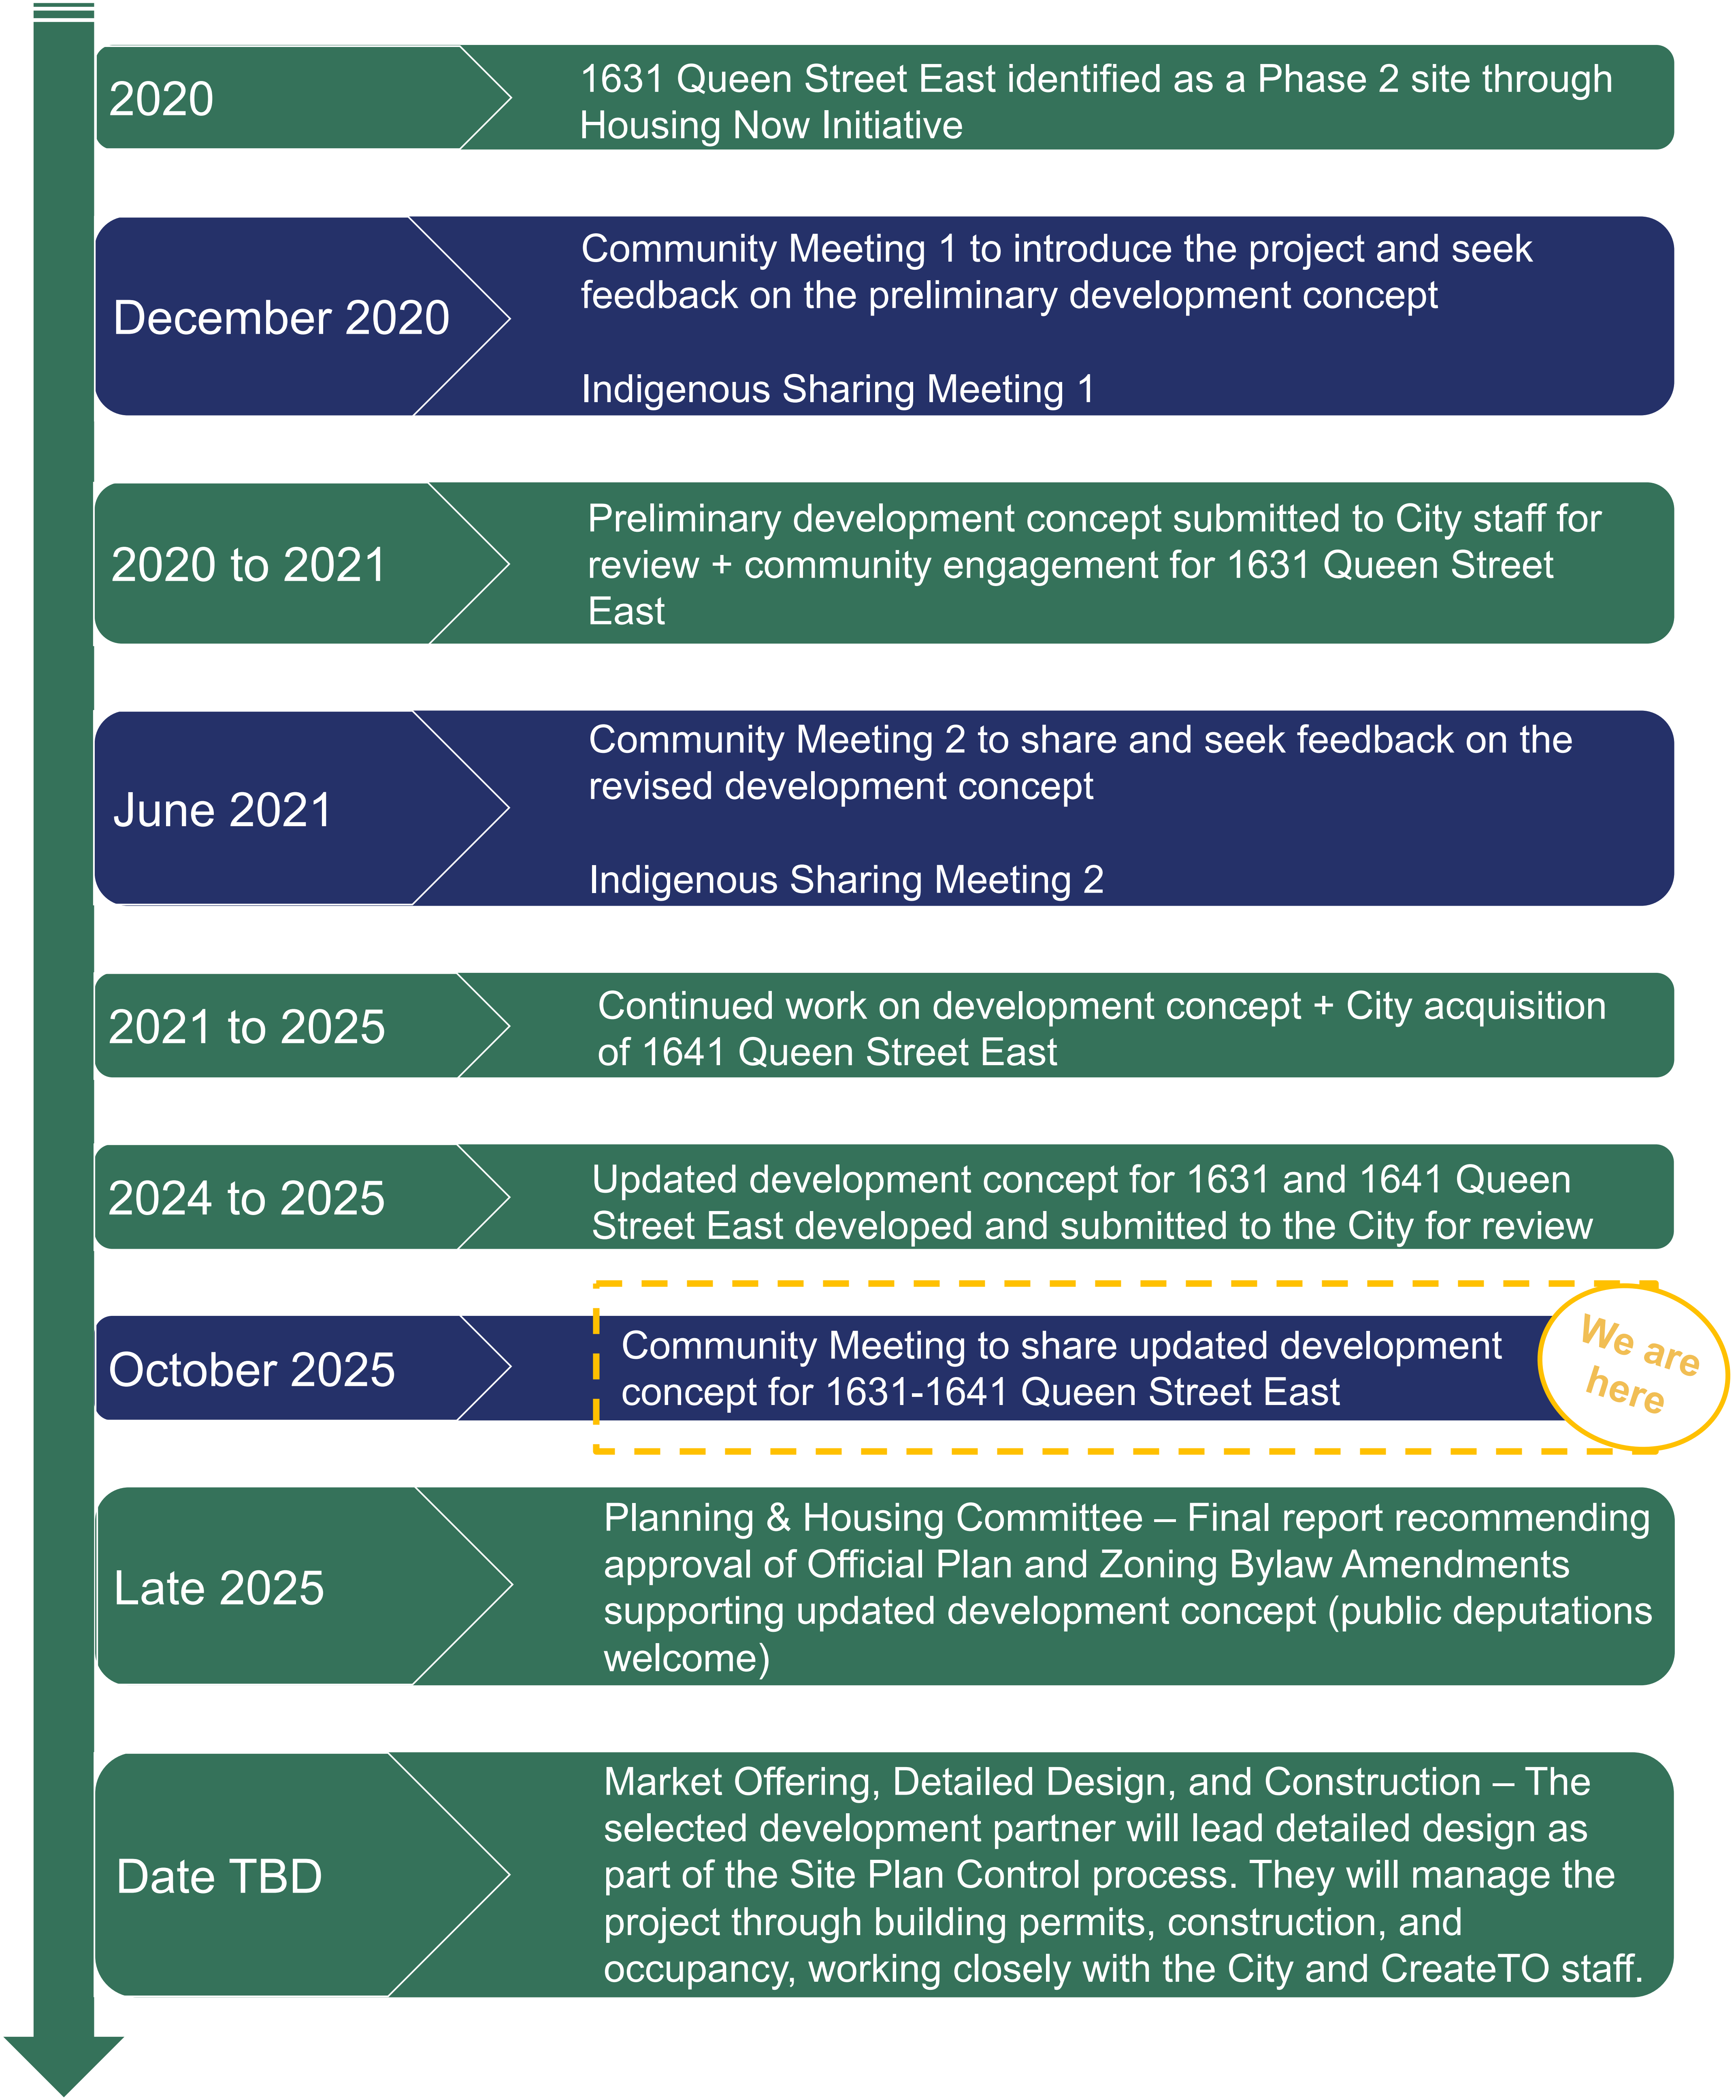 2020
1631 Queen Street East identified as a Phase 2 site through
Housing Now Initiative
December 2020
Community Meeting 1 to introduce the project and seek
feedback on the preliminary development concept
Indigenous Sharing Meeting 1
2020 to 2021
Preliminary development concept submitted to City staff for
review + community engagement for 1631 Queen Street
East
June 2021
Community Meeting 2 to share and seek feedback on the
revised development concept
Indigenous Sharing Meeting 2
2021 to 2025
Continued work on development concept + City acquisition
of 1641 Queen Street East
2024 to 2025
Updated development concept for 1631 and 1641 Queen
Street East developed and submitted to the City for review
October 2025
Community Meeting to share updated development
concept for 1631-1641 Queen Street East
We are
here
Late 2025
Planning & Housing Committee – Final report recommending
approval of Official Plan and Zoning Bylaw Amendments
supporting updated development concept (public deputations
welcome)
Date TBD
Market Offering, Detailed Design, and Construction – The
selected development partner will lead detailed design as
part of the Site Plan Control process. They will manage the
project through building permits, construction, and
occupancy, working closely with the City and CreateTO staff.